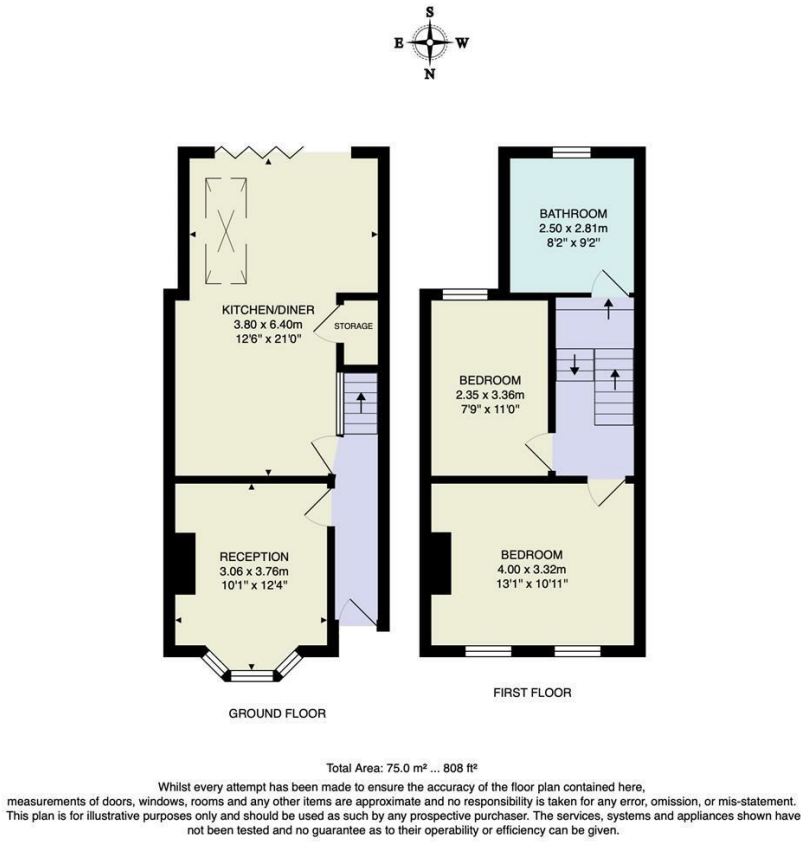 S
E W
N
BATHROOM
2.50 x 2.81m
8'2" x 9'2"
KITCHEN/DINER
3.80 x 6.40m
12'6" x 21'0"
STORAGE
BEDROOM
2.35 x 3.36m
7'9" x 11'0"
RECEPTION
3.06 x 3.76m
10'1" x 12'4"
BEDROOM
4.00 x 3.32m
13'1" x 10'11"
FIRST FLOOR
GROUND FLOOR
Total Area: 75.0 m² ... 808 ft²
Whilst every attempt has been made to ensure the accuracy of the floor plan contained here,
measurements of doors, windows, rooms and any other items are approximate and no responsibility is taken for any error, omission, or mis-statement.
This plan is for illustrative purposes only and should be used as such by any prospective purchaser. The services, systems and appliances shown have
not been tested and no guarantee as to their operability or efficiency can be given.